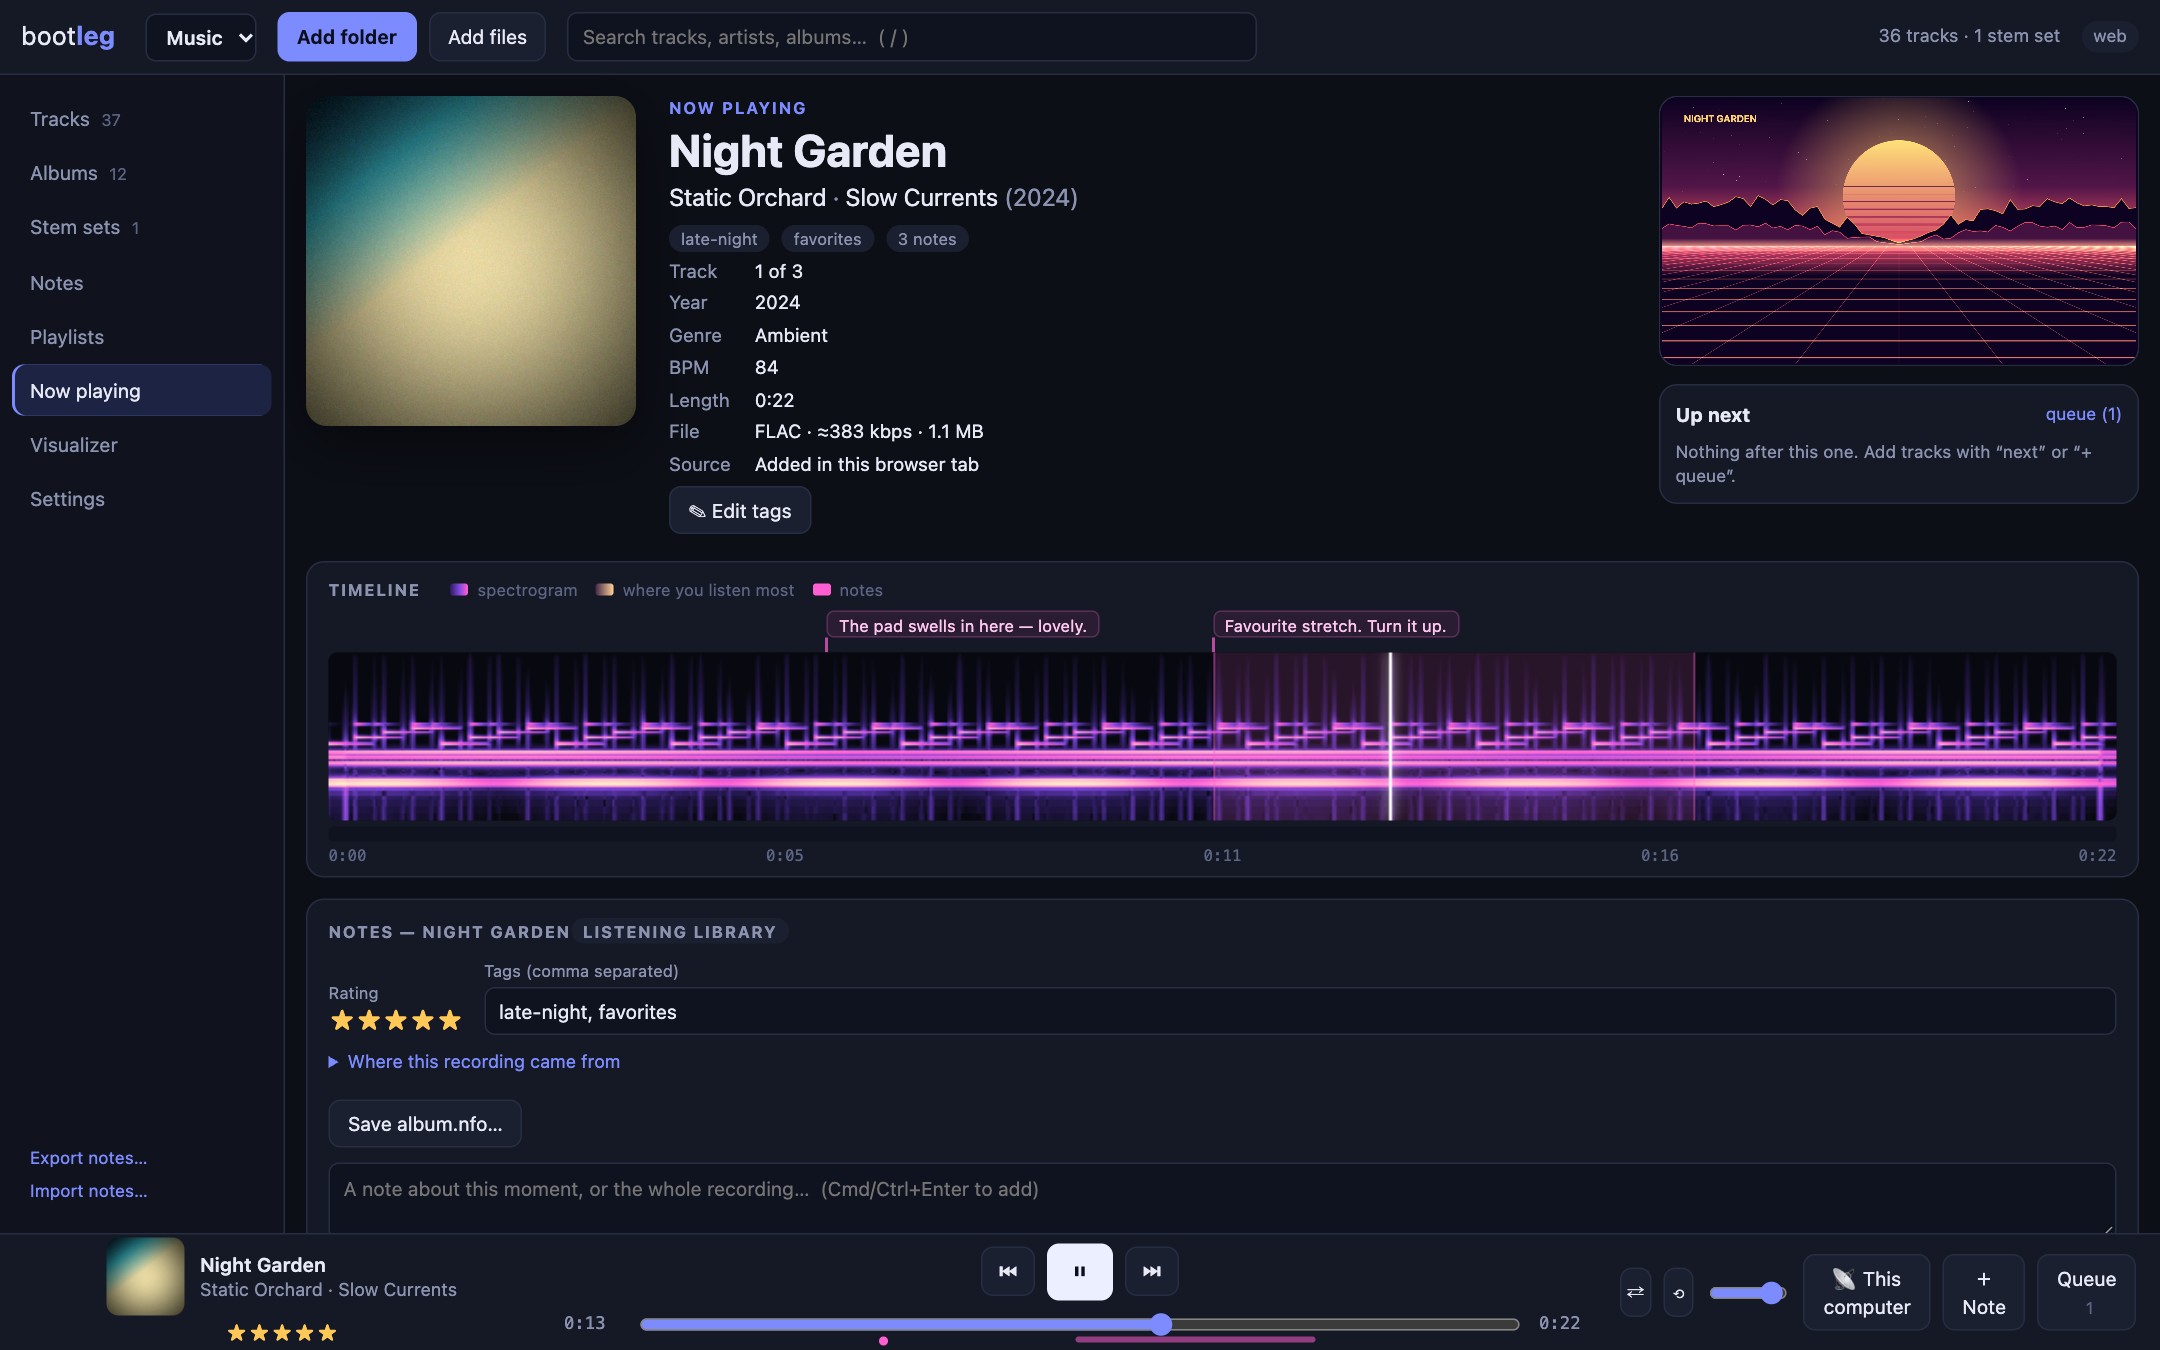 bootleg
Music
Add folder
Add files
Search tracks, artists, albums... ( / )
36 tracks · 1 stem set
web
Tracks 37
Albums 12
Stem sets 1
Notes
Playlists
Now playing
Visualizer
Settings
Export notes...
Import notes...
NOW PLAYING
Night Garden
Static Orchard · Slow Currents (2024)
late-night
favorites
3 notes
Track 1 of 3
Year 2024
Genre Ambient
BPM 84
Length 0:22
File FLAC · ≈383 kbps · 1.1 MB
Source Added in this browser tab
✎ Edit tags
NIGHT GARDEN
Up next
queue (1)
Nothing after this one. Add tracks with “next” or “+
queue”.
TIMELINE
spectrogram
where you listen most
notes
The pad swells in here — lovely.
Favourite stretch. Turn it up.
0:00
0:05
0:11
0:16
0:22
NOTES — NIGHT GARDEN LISTENING LIBRARY
Tags (comma separated)
Rating
late-night, favorites
Where this recording came from
Save album.nfo...
A note about this moment, or the whole recording... (Cmd/Ctrl+Enter to add)
Night Garden
Static Orchard · Slow Currents
0:13
0:22
This
computer
+
Note
Queue
1